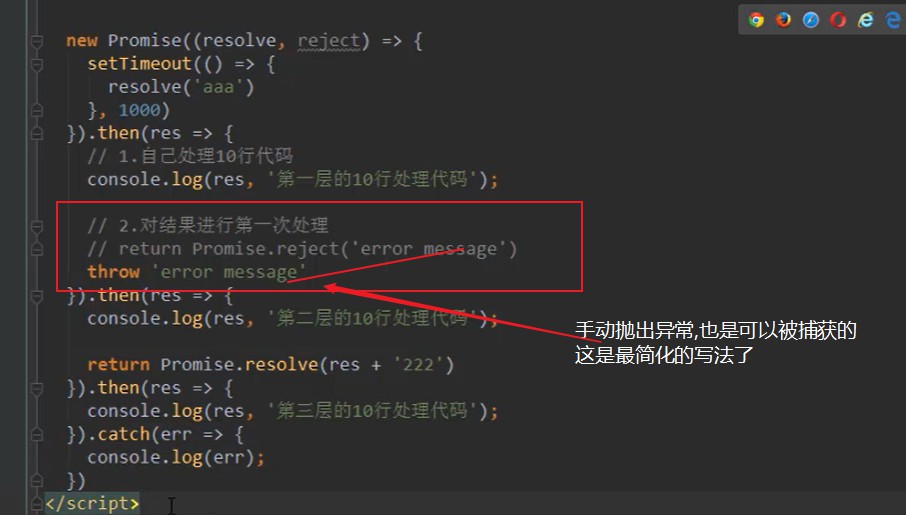 new Promise((resolve, reject) => {
setTimeout(() => {
resolve('aaa')
}, 1000)
}).then(res => {
// 1.自己处理10行代码
console.log(res, '第一层的10行处理代码');
// 2.对结果进行第一次处理
// return Promise.reject('error message')
throw 'error message'
}).then(res => {
console.log(res, '第二层的10行处理代码');
手动抛出异常,也是可以被捕获的
这是最简化的写法了
return Promise.resolve(res + '222')
}).then(res => {
console.log(res, '第三层的10行处理代码');
}).catch(err => {
console.log(err);
})
</script>